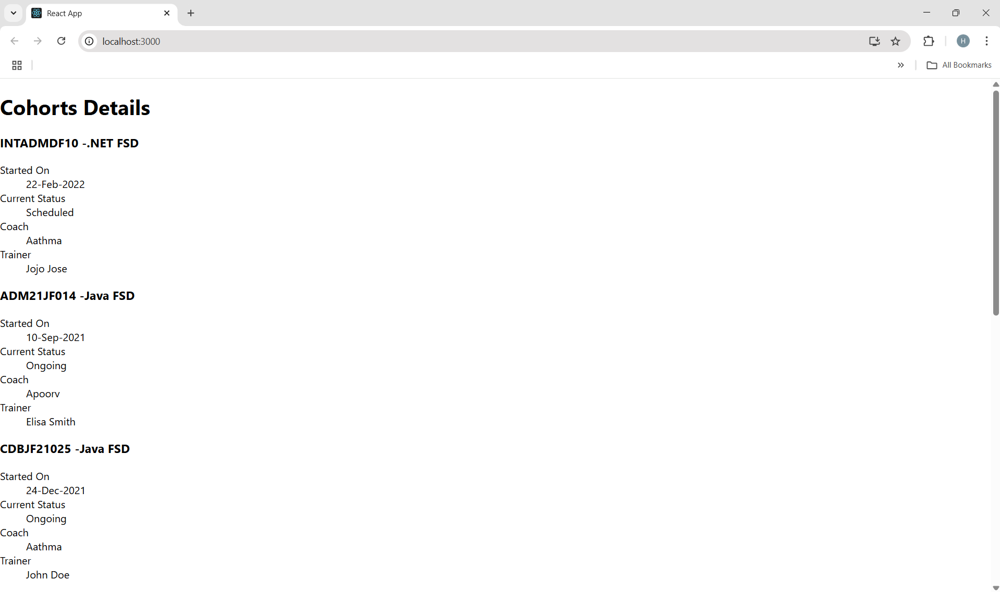 React App
localhost:3000
H
All Bookmarks
Cohorts Details
INTADMDF10 -.NET FSD
Started On
22-Feb-2022
Current Status
Scheduled
Coach
Aathma
Trainer
Jojo Jose
ADM21JF014 -Java FSD
Started On
10-Sep-2021
Current Status
Ongoing
Coach
Apoorv
Trainer
Elisa Smith
CDBJF21025 -Java FSD
Started On
24-Dec-2021
Current Status
Ongoing
Coach
Aathma
Trainer
John Doe